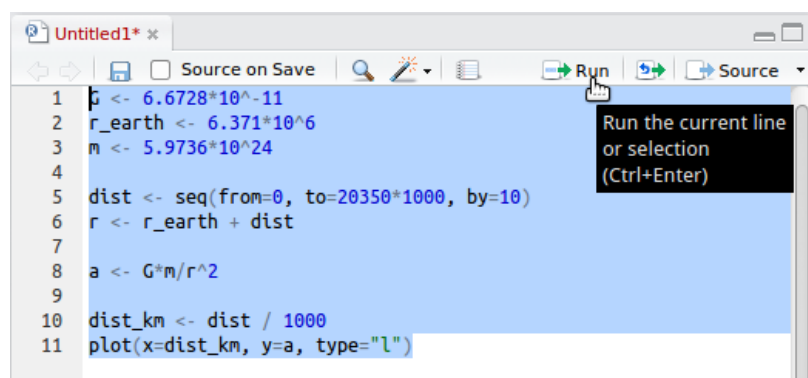 Untitled1* ×
Source on Save Run Source
1 G <- 6.6728*10^-11
2 r_earth <- 6.371*10^6
3 m <- 5.9736*10^24
4
5 dist <- seq(from=0, to=20350*1000, by=10)
6 r <- r_earth + dist
7
8 a <- G*m/r^2
9
10 dist_km <- dist / 1000
11 plot(x=dist_km, y=a, type="l")
Run the current line
or selection
(Ctrl+Enter)